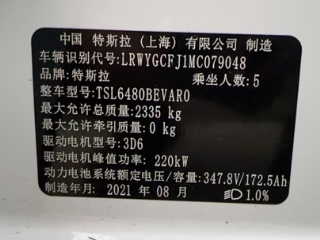 中国 特斯拉（上海）有限公司 制造
车辆识别代号: LRWYGCFJ1MC079048
品牌: 特斯拉 乘坐人数: 5
整车型号: TSL6480BEVAR0
最大允许总质量: 2335 kg
最大允许牵引质量: 0 kg
驱动电机型号: 3D6
驱动电机峰值功率: 220kW
动力电池系统额定电压/容量: 347.8V/172.5Ah
制造年月: 2021 年 08 月 1.0%